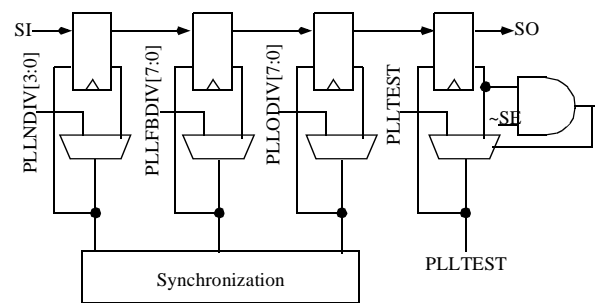 SI
SO
PLLNDIV[3:0]
PLLFBDIV[7:0]
PLLODIV[7:0]
PLLTEST
~SE
PLLTEST
Synchronization